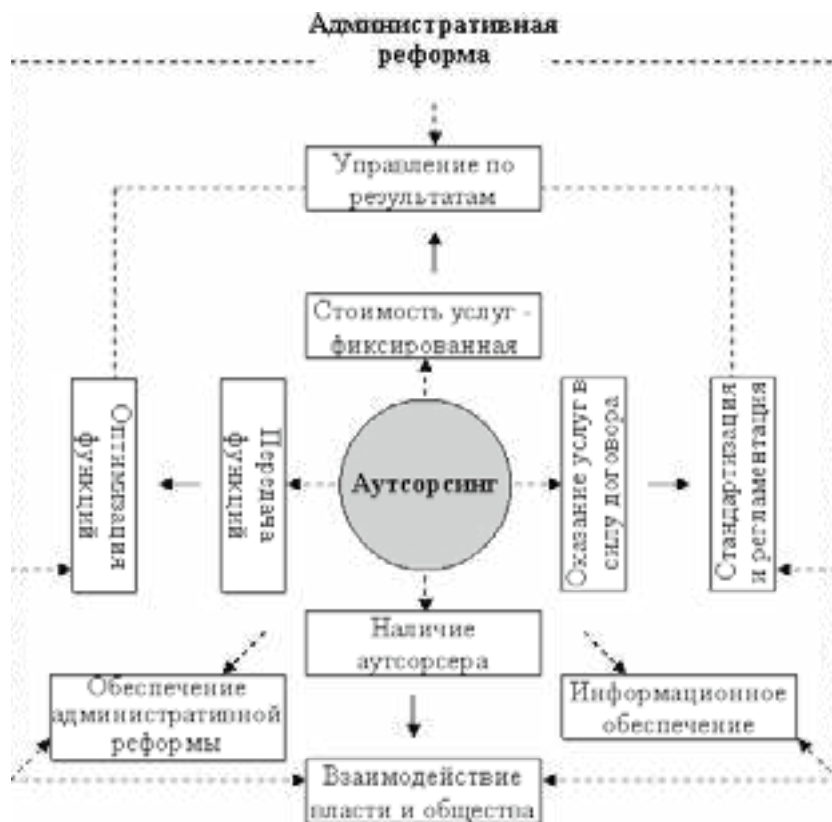 Административная
реформа
Управление по
результатам
Стоимость услуг -
фиксированная
Оптимизация
функций
Передача
функций
Аутсорсинг
Оказание услуг в
силу договора
Стандартизация
и регламентация
Наличие
аутсорсера
Обеспечение
административной
реформы
Информационное
обеспечение
Взаимодействие
власти и общества